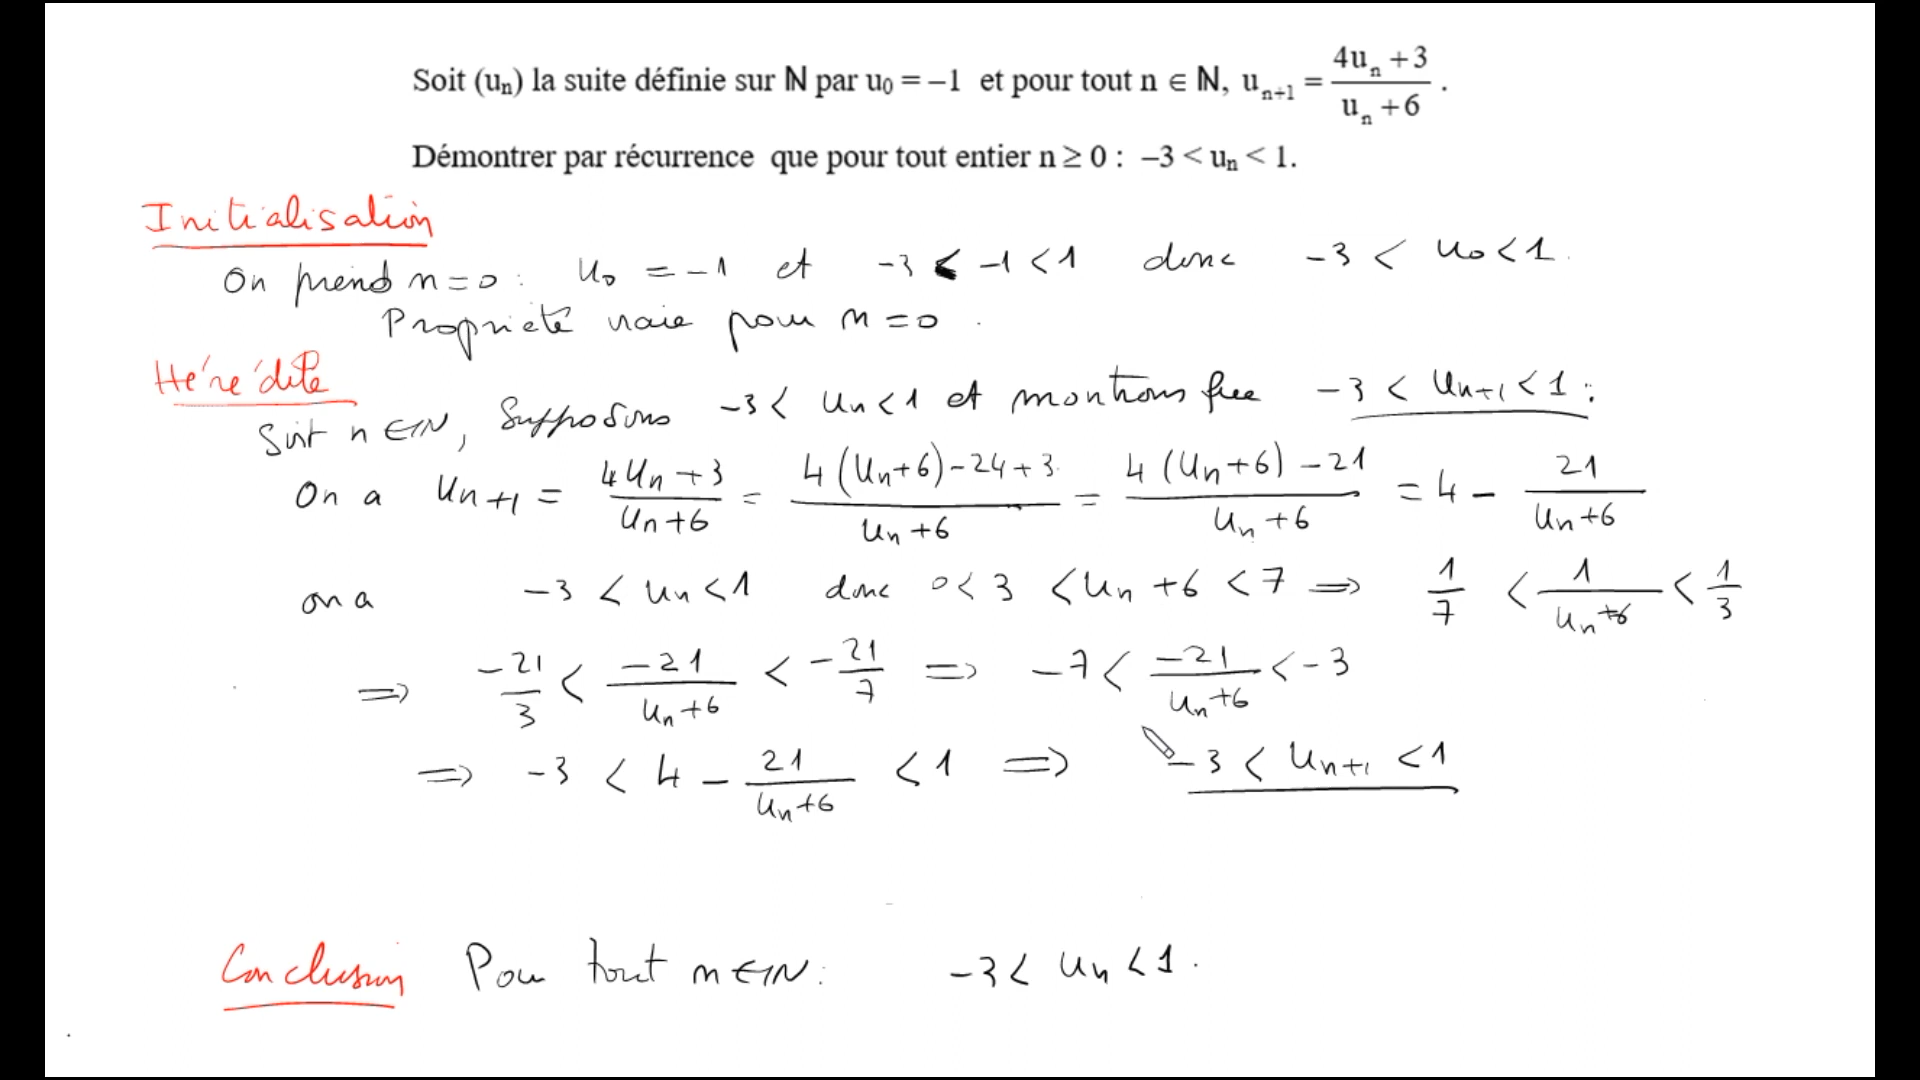 Soit (uₙ) la suite définie sur ℕ par u₀ = −1 et pour tout n ∈ ℕ, uₙ₊₁ = (4uₙ + 3)/(uₙ + 6).
Démontrer par récurrence que pour tout entier n ≥ 0 : −3 < uₙ < 1.
Initialisation
On prend n = 0 : u₀ = −1 et −3 < −1 < 1 donc −3 < u₀ < 1.
Propriété vraie pour n = 0.
Hérédité
Soit n ∈ ℕ, Supposons −3 < uₙ < 1 et montrons que −3 < uₙ₊₁ < 1 :
On a uₙ₊₁ = (4uₙ + 3)/(uₙ + 6) = (4(uₙ + 6) − 24 + 3)/(uₙ + 6) = (4(uₙ + 6) − 21)/(uₙ + 6) = 4 − 21/(uₙ + 6)
on a −3 < uₙ < 1 donc 0 < 3 < uₙ + 6 < 7 ⇒ 1/7 < 1/(uₙ + 6) < 1/3
⇒ −21/3 < −21/(uₙ + 6) < −21/7 ⇒ −7 < −21/(uₙ + 6) < −3
⇒ −3 < 4 − 21/(uₙ + 6) < 1 ⇒ −3 < uₙ₊₁ < 1
Conclusion Pour tout n ∈ ℕ : −3 < uₙ < 1.